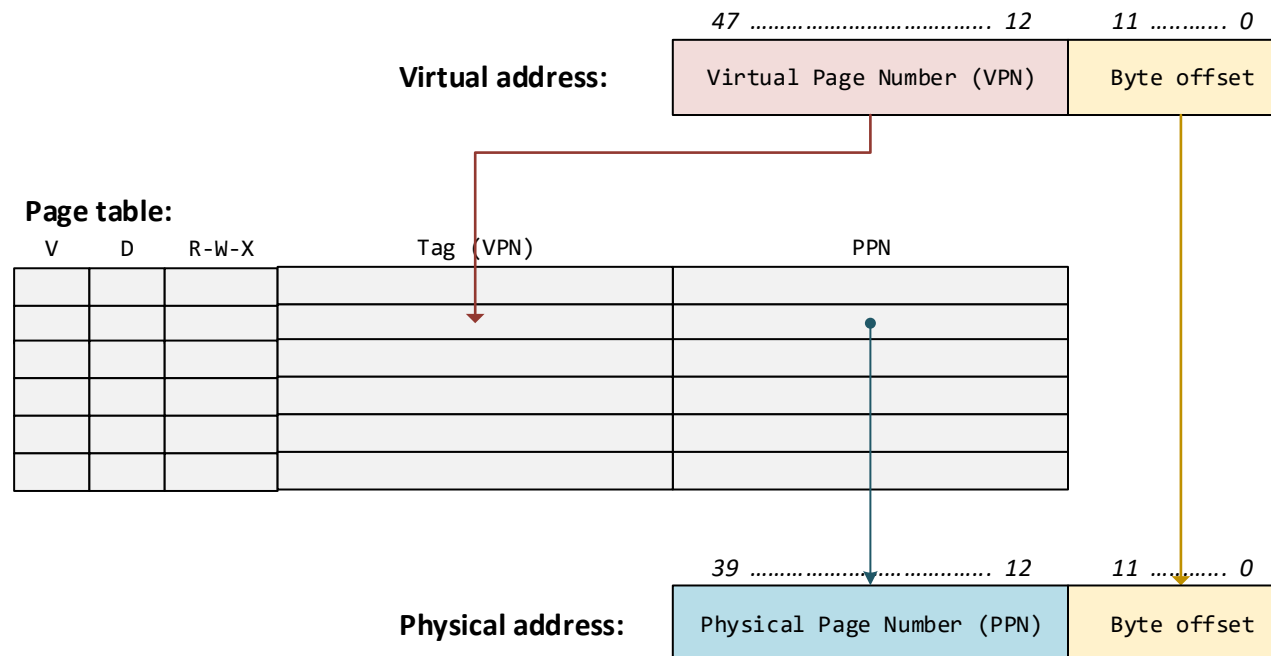 47 ……………………………….. 12 11 ………… 0
Virtual address: Virtual Page Number (VPN) Byte offset
Page table:
V D R-W-X Tag (VPN) PPN
39 ……………………………….. 12 11 ………… 0
Physical address: Physical Page Number (PPN) Byte offset